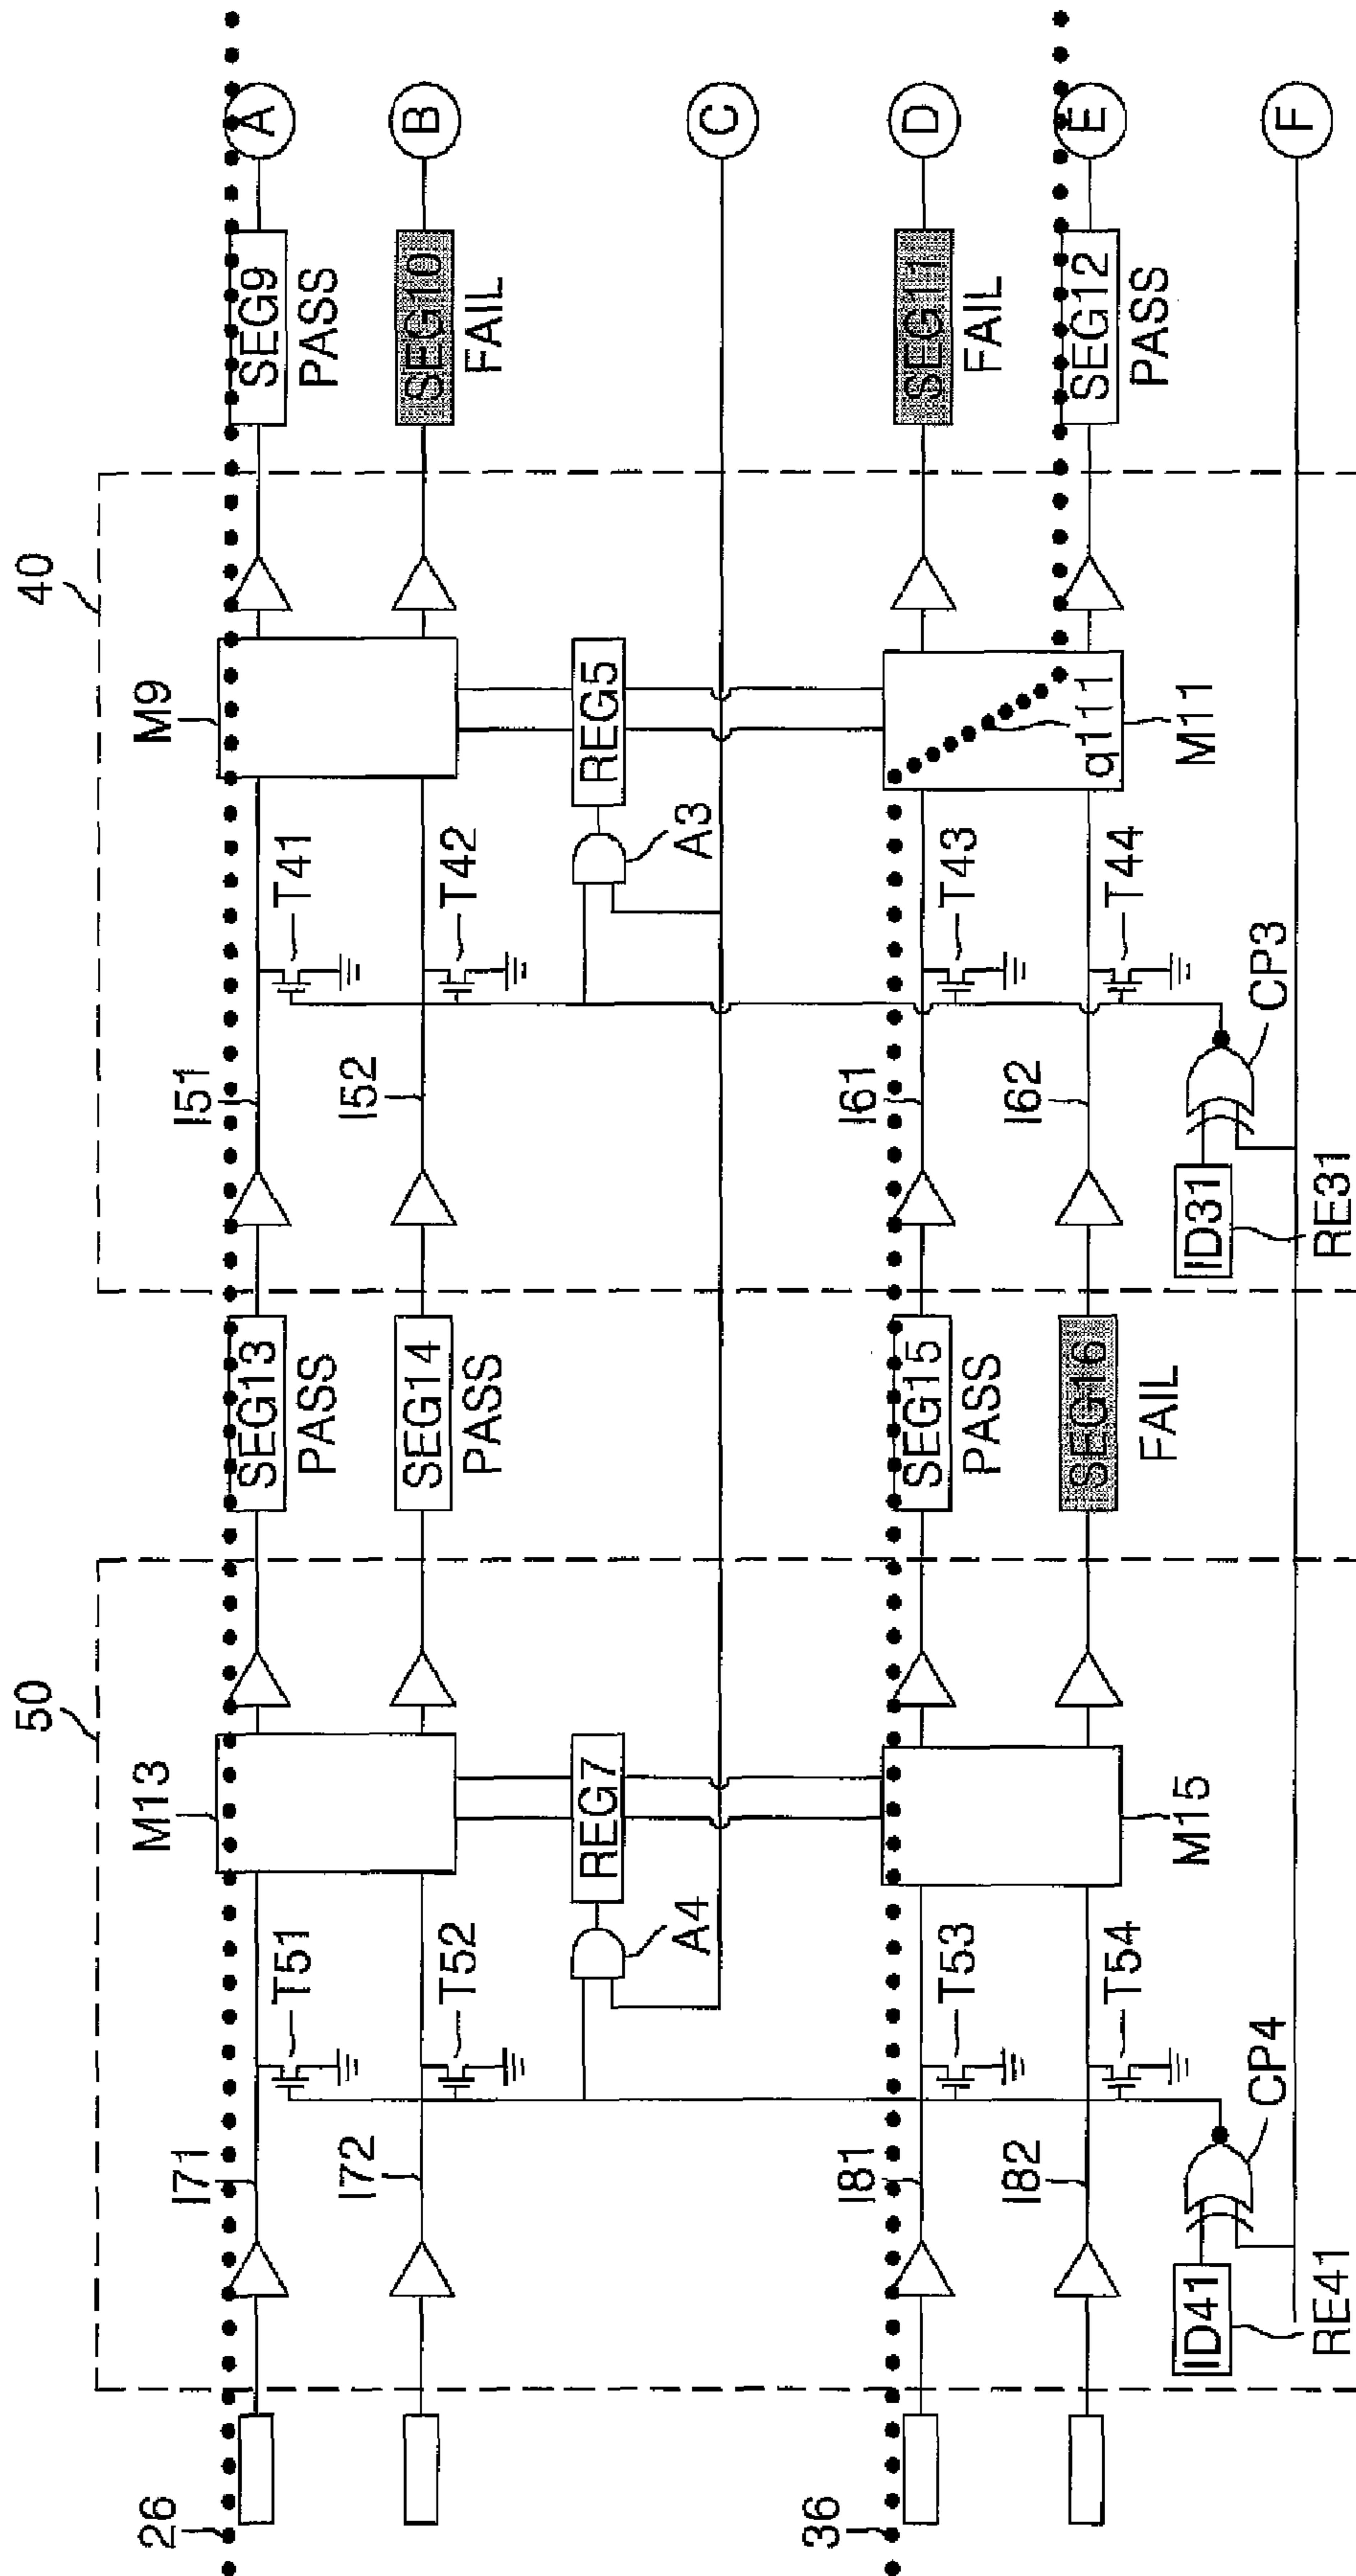 50
40
26
M13
M9
A
I71
T51
SEG13
PASS
I51
T41
SEG9
PASS
I72
T52
SEG14
PASS
I52
T42
SEG10
FAIL
B
A4
REG7
A3
REG5
C
36
I81
T53
SEG15
PASS
I61
T43
SEG11
FAIL
D
I82
T54
M15
SEG16
FAIL
I62
T44
q111
M11
SEG12
PASS
E
ID41
RE41
CP4
ID31
RE31
CP3
F